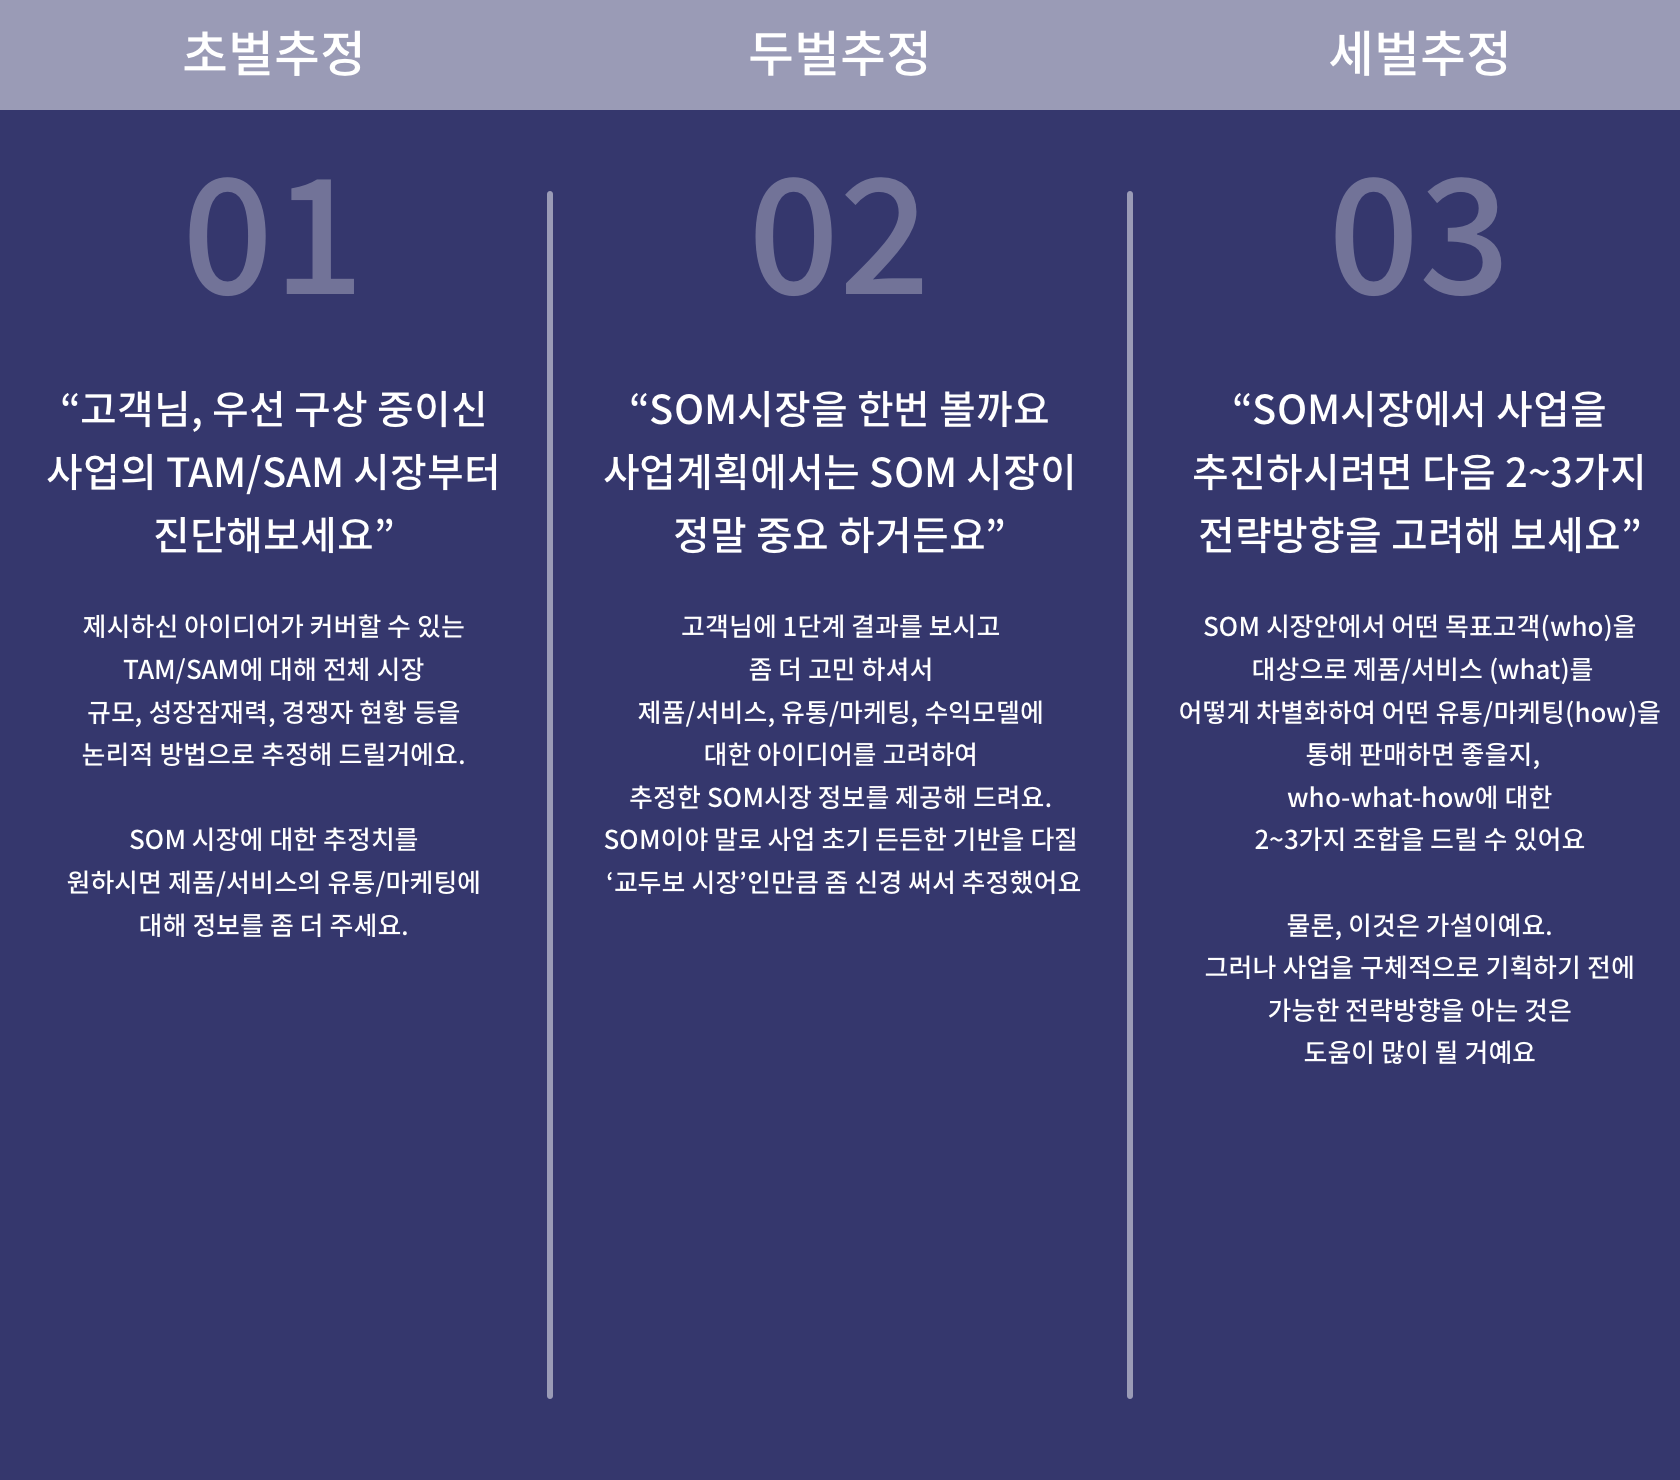 초벌추정
두벌추정
세벌추정
01
“고객님, 우선 구상 중이신
사업의 TAM/SAM 시장부터
진단해보세요”
제시하신 아이디어가 커버할 수 있는
TAM/SAM에 대해 전체 시장
규모, 성장잠재력, 경쟁자 현황 등을
논리적 방법으로 추정해 드릴거에요.
SOM 시장에 대한 추정치를
원하시면 제품/서비스의 유통/마케팅에
대해 정보를 좀 더 주세요.
02
“SOM시장을 한번 볼까요
사업계획에서는 SOM 시장이
정말 중요 하거든요”
고객님에 1단계 결과를 보시고
좀 더 고민 하셔서
제품/서비스, 유통/마케팅, 수익모델에
대한 아이디어를 고려하여
추정한 SOM시장 정보를 제공해 드려요.
SOM이야 말로 사업 초기 든든한 기반을 다질
‘교두보 시장’인만큼 좀 신경 써서 추정했어요
03
“SOM시장에서 사업을
추진하시려면 다음 2~3가지
전략방향을 고려해 보세요”
SOM 시장안에서 어떤 목표고객(who)을
대상으로 제품/서비스 (what)를
어떻게 차별화하여 어떤 유통/마케팅(how)을
통해 판매하면 좋을지,
who-what-how에 대한
2~3가지 조합을 드릴 수 있어요
물론, 이것은 가설이예요.
그러나 사업을 구체적으로 기획하기 전에
가능한 전략방향을 아는 것은
도움이 많이 될 거예요